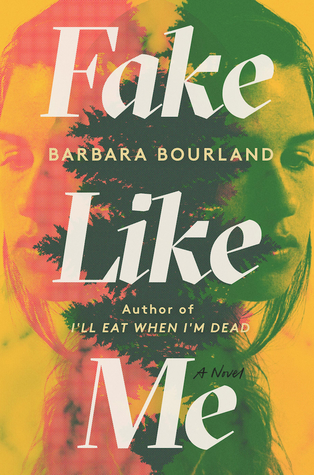 Fake
BARBARA BOURLAND
Like
Author of
I'LL EAT WHEN I'M DEAD
A Novel
Me